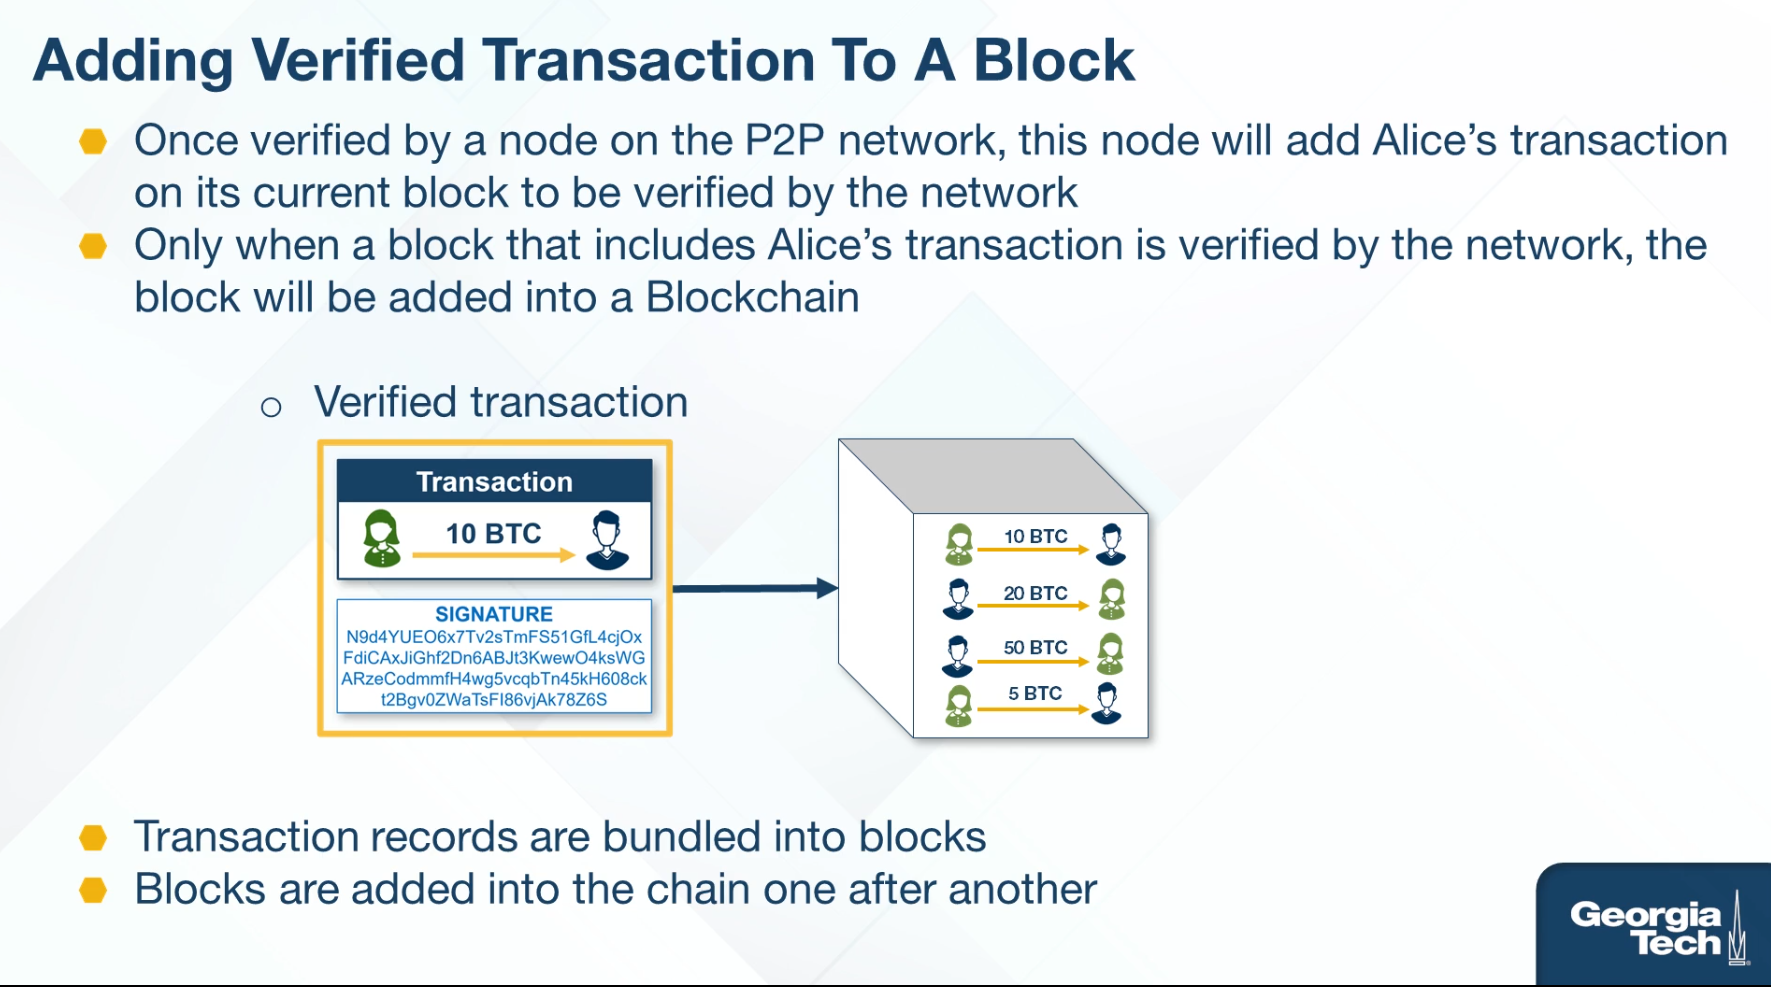 Adding Verified Transaction To A Block
Once verified by a node on the P2P network, this node will add Alice's transaction
on its current block to be verified by the network
Only when a block that includes Alice's transaction is verified by the network, the
block will be added into a Blockchain
Verified transaction
Transaction
10 BTC
SIGNATURE
N9d4YUEO6x7Tv2sTmFS51GfL4cjOx
FdiCAxJiGhf2Dn6ABJt3KwewO4ksWG
ARzeCodmmfH4wg5vcqbTn45kH608ck
t2Bgv0ZWaTsFI86vjAk78Z6S
10 BTC
20 BTC
50 BTC
5 BTC
Transaction records are bundled into blocks
Blocks are added into the chain one after another
Georgia
Tech